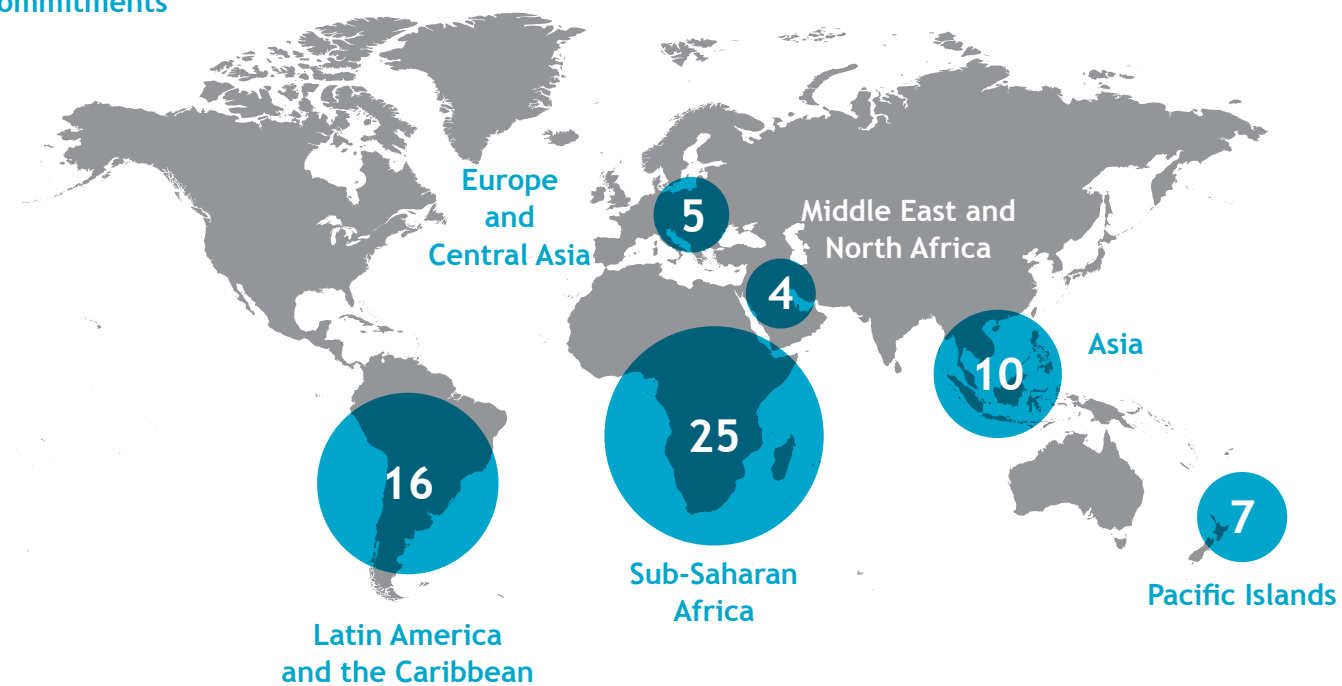 ommitments
Europe
and
Central Asia
5
Middle East and
North Africa
4
Asia
10
25
16
7
Sub-Saharan
Africa
Pacific Islands
Latin America
and the Caribbean